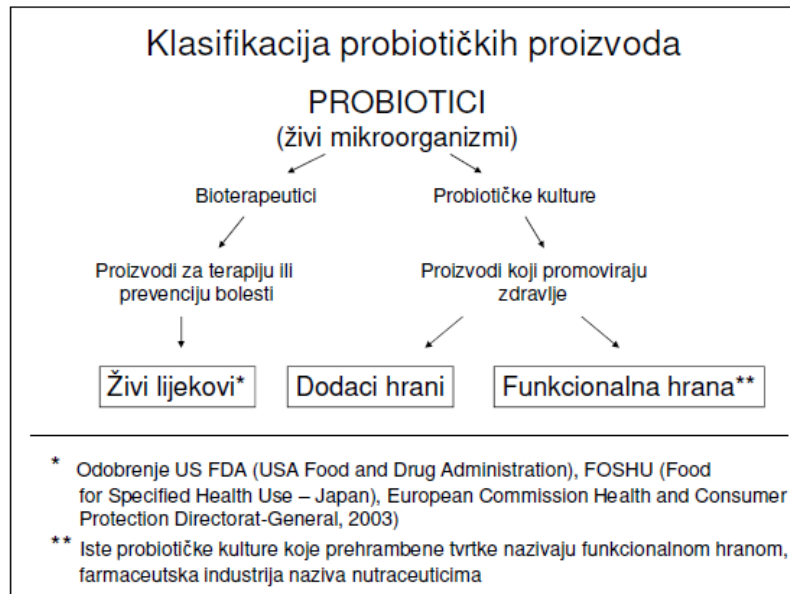 Klasifikacija probiotičkih proizvoda
PROBIOTICI
(živi mikroorganizmi)
Bioterapeutici
Probiotičke kulture
Proizvodi za terapiju ili
prevenciju bolesti
Proizvodi koji promoviraju
zdravlje
Živi lijekovi*
Dodaci hrani
Funkcionalna hrana**
* Odobrenje US FDA (USA Food and Drug Administration), FOSHU (Food
for Specified Health Use – Japan), European Commission Health and Consumer
Protection Directorat-General, 2003)
** Iste probiotičke kulture koje prehrambene tvrtke nazivaju funkcionalnom hranom,
farmaceutska industrija naziva nutraceuticima